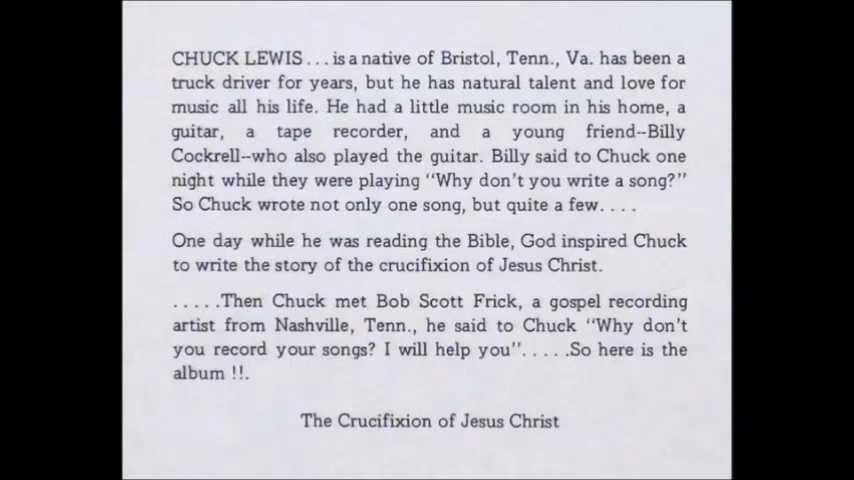 CHUCK LEWIS . . . is a native of Bristol, Tenn., Va. has been a
truck driver for years, but he has natural talent and love for
music all his life. He had a little music room in his home, a
guitar, a tape recorder, and a young friend--Billy
Cockrell--who also played the guitar. Billy said to Chuck one
night while they were playing "Why don't you write a song?"
So Chuck wrote not only one song, but quite a few. . . .
One day while he was reading the Bible, God inspired Chuck
to write the story of the crucifixion of Jesus Christ.
. . . . .Then Chuck met Bob Scott Frick, a gospel recording
artist from Nashville, Tenn., he said to Chuck "Why don't
you record your songs? I will help you". . . . .So here is the
album !!.
The Crucifixion of Jesus Christ